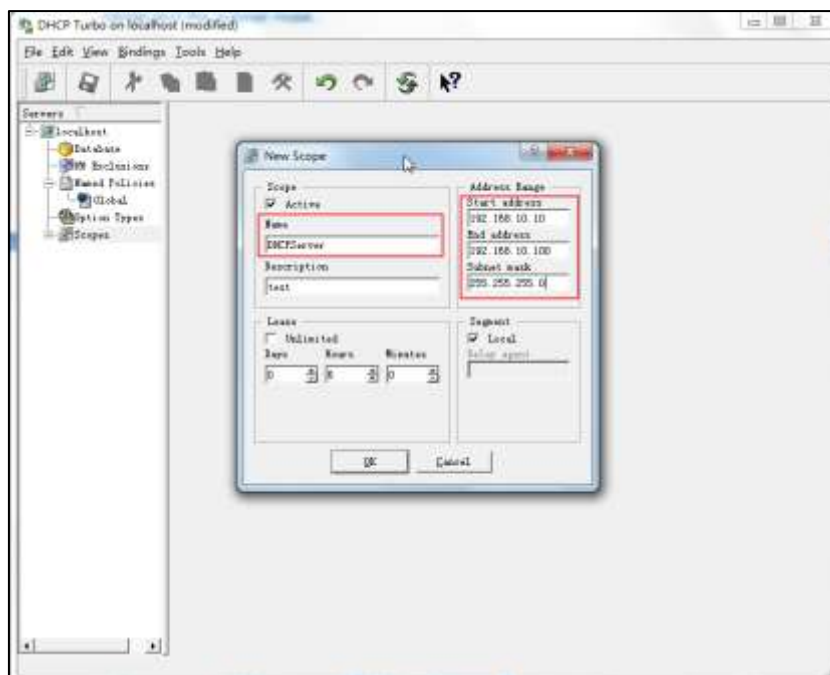 DHCP Turbo on localhost (modified)
File Edit View Bindings Tools Help
Servers
localhost
Database
Exclusions
Named Policies
Global
Option Types
Scopes
New Scope
Scope
Active
Name
DHCPServer
Description
test
Address Range
Start address
192.168.10.10
End address
192.168.10.100
Subnet mask
255.255.255.0
Lease
Unlimited
Days Hours Minutes
0 8 0
Segment
Local
Relay agent
OK Cancel